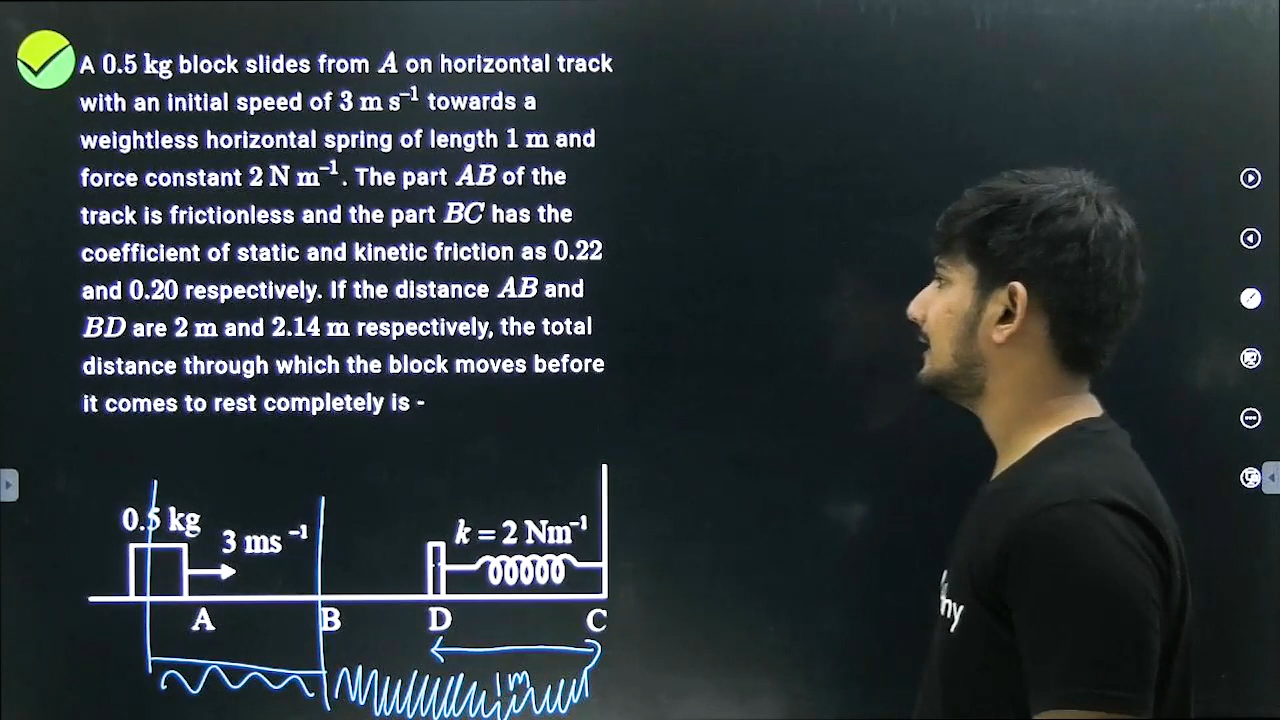 A 0.5 kg block slides from A on horizontal track
with an initial speed of 3 m s⁻¹ towards a
weightless horizontal spring of length 1 m and
force constant 2 N m⁻¹. The part AB of the
track is frictionless and the part BC has the
coefficient of static and kinetic friction as 0.22
and 0.20 respectively. If the distance AB and
BD are 2 m and 2.14 m respectively, the total
distance through which the block moves before
it comes to rest completely is -
0.5 kg
3 ms⁻¹
k = 2 Nm⁻¹
A B D C
1m
hy